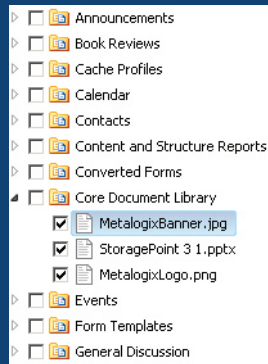 Announcements
Book Reviews
Cache Profiles
Calendar
Contacts
Content and Structure Reports
Converted Forms
Core Document Library
MetalogixBanner.jpg
StoragePoint 3 1.pptx
MetalogixLogo.png
Events
Form Templates
General Discussion